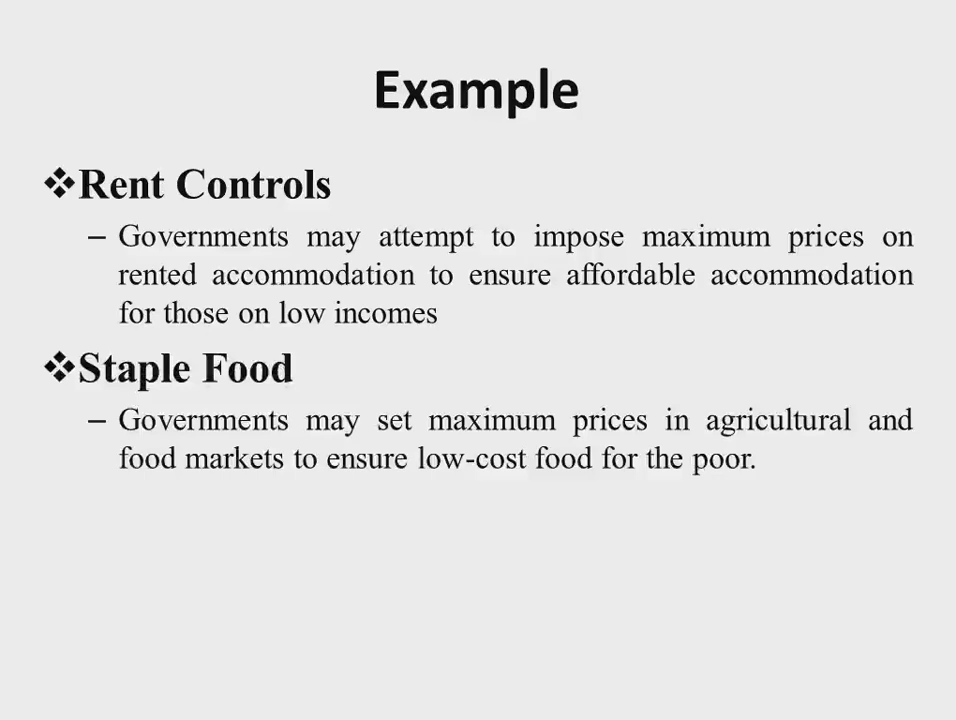 Example
❖Rent Controls
– Governments may attempt to impose maximum prices on
rented accommodation to ensure affordable accommodation
for those on low incomes
❖Staple Food
– Governments may set maximum prices in agricultural and
food markets to ensure low-cost food for the poor.